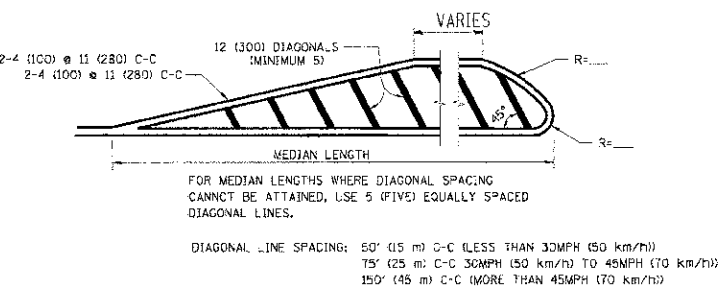 VARIES
12 (300) DIAGONALS
(MINIMUM 5)
2-4 (100) @ 11 (280) C-C
2-4 (100) @ 11 (280) C-C
R=___
45°
R=___
MEDIAN LENGTH
FOR MEDIAN LENGTHS WHERE DIAGONAL SPACING
CANNOT BE ATTAINED, USE 5 (FIVE) EQUALLY SPACED
DIAGONAL LINES.
DIAGONAL LINE SPACING: 50' (15 m) C-C (LESS THAN 30MPH (50 km/h))
75' (25 m) C-C 30MPH (50 km/h) TO 45MPH (70 km/h))
150' (45 m) C-C (MORE THAN 45MPH (70 km/h))